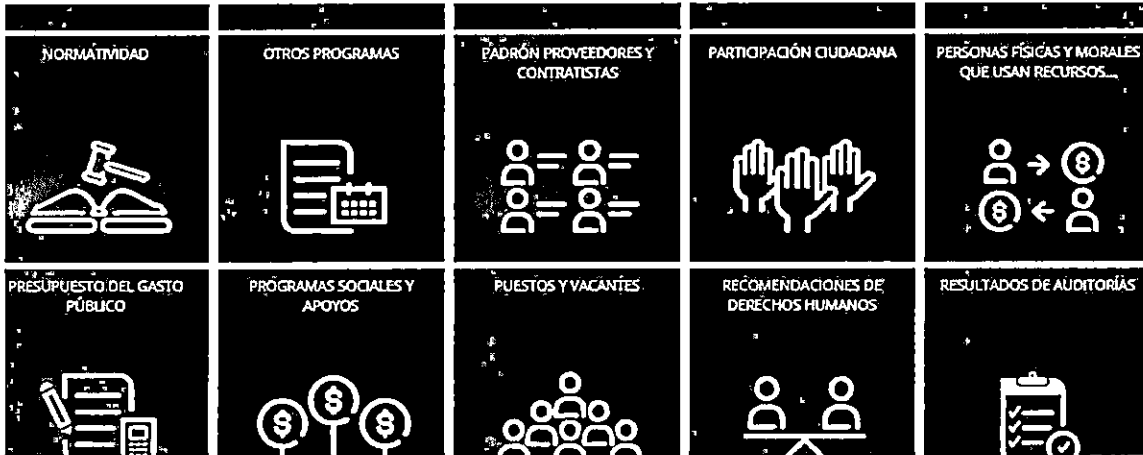 NORMATIVIDAD
OTROS PROGRAMAS
PADRÓN PROVEEDORES Y
CONTRATISTAS
PARTICIPACIÓN CIUDADANA
PERSONAS FÍSICAS Y MORALES
QUE USAN RECURSOS...
PRESUPUESTO DEL GASTO
PÚBLICO
PROGRAMAS SOCIALES Y
APOYOS
PUESTOS Y VACANTES
RECOMENDACIONES DE
DERECHOS HUMANOS
RESULTADOS DE AUDITORÍAS